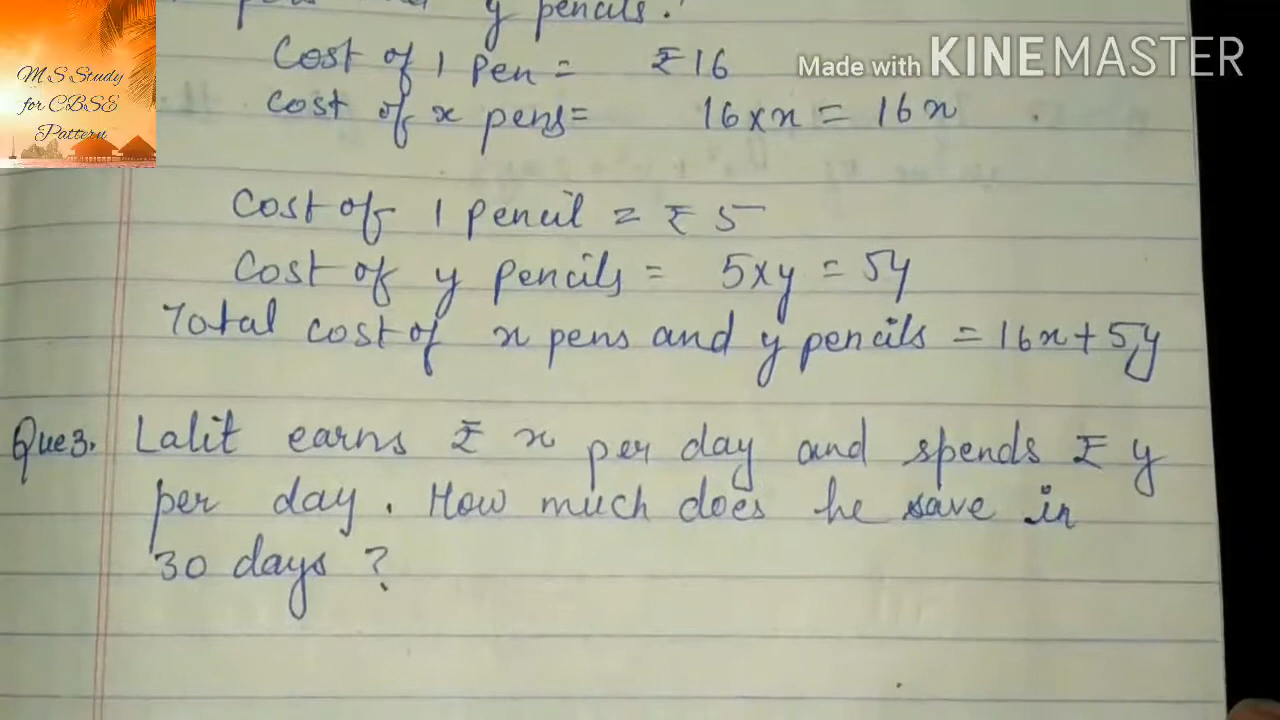 y pencils.
Cost of 1 Pen = ₹16
Made with KINEMASTER
M S Study
for CBSE
Pattern
Cost of x pens= 16×x = 16x
Cost of 1 pencil = ₹ 5
Cost of y pencils = 5×y = 5y
Total cost of x pens and y pencils = 16x+5y
Que3. Lalit earns ₹ x per day and spends ₹ y
per day. How much does he save in
30 days ?